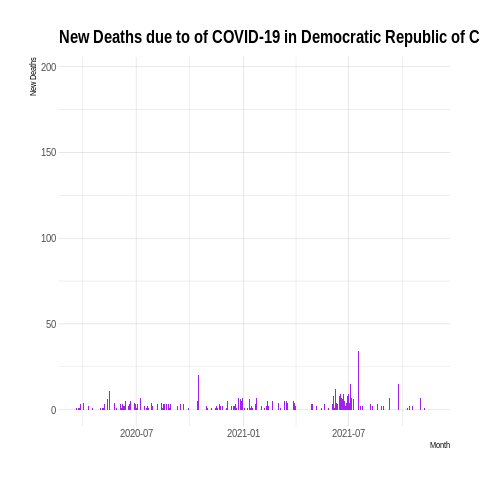 New Deaths due to of COVID-19 in Democratic Republic of C
New Deaths
200
150
100
50
0
2020-07 2021-01 2021-07
Month